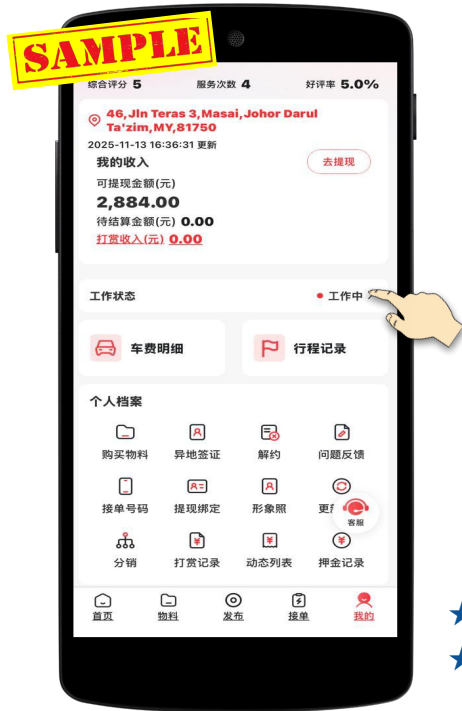 SAMPLE
综合评分 5 服务次数 4 好评率 5.0%
46,Jln Teras 3,Masai,Johor Darul
Ta'zim,MY,81750
2025-11-13 16:36:31 更新
我的收入 去提现
可提现金额(元)
2,884.00
待结算金额(元) 0.00
打赏收入(元) 0.00
工作状态 工作中
车费明细 行程记录
个人档案
购买物料 异地签证 解约 问题反馈
接单号码 提现绑定 形象照 更
客服
分销 打赏记录 动态列表 押金记录
首页 物料 发布 接单 我的